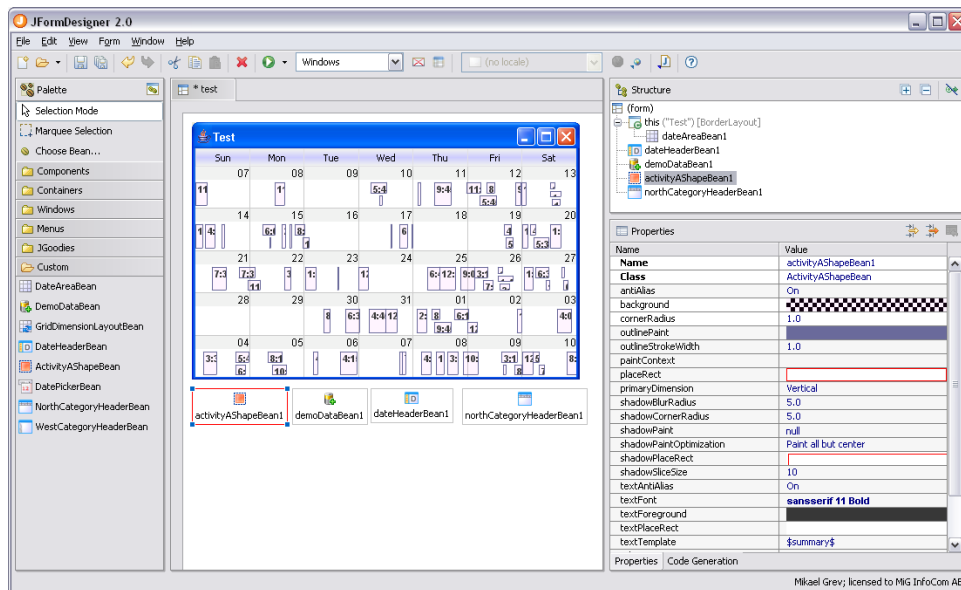 JFormDesigner 2.0
File Edit View Form Window Help
Windows
(no locale)
Palette
Selection Mode
Marquee Selection
Choose Bean...
Components
Containers
Windows
Menus
JGoodies
Custom
DateAreaBean
DemoDataBean
GridDimensionLayoutBean
DateHeaderBean
ActivityAShapeBean
DatePickerBean
NorthCategoryHeaderBean
WestCategoryHeaderBean
* test
Test
Sun Mon Tue Wed Thu Fri Sat
07 08 09 10 11 12 13
14 15 16 17 18 19 20
21 22 23 24 25 26 27
28 29 30 31 01 02 03
04 05 06 07 08 09 10
activityAShapeBean1 demoDataBean1 dateHeaderBean1 northCategoryHeaderBean1
Structure
(form)
this ("Test") [BorderLayout]
dateAreaBean1
dateHeaderBean1
demoDataBean1
activityAShapeBean1
northCategoryHeaderBean1
Properties
Name Value
Name activityAShapeBean1
Class ActivityAShapeBean
antiAlias On
background
cornerRadius 1.0
outlinePaint
outlineStrokeWidth 1.0
paintContext
placeRect
primaryDimension Vertical
shadowBlurRadius 5.0
shadowCornerRadius 5.0
shadowPaint null
shadowPaintOptimization Paint all but center
shadowPlaceRect
shadowSliceSize 10
textAntiAlias On
textFont sansserif 11 Bold
textForeground
textPlaceRect
textTemplate $summary$
Properties Code Generation
Mikael Grev; licensed to MiG InfoCom AB